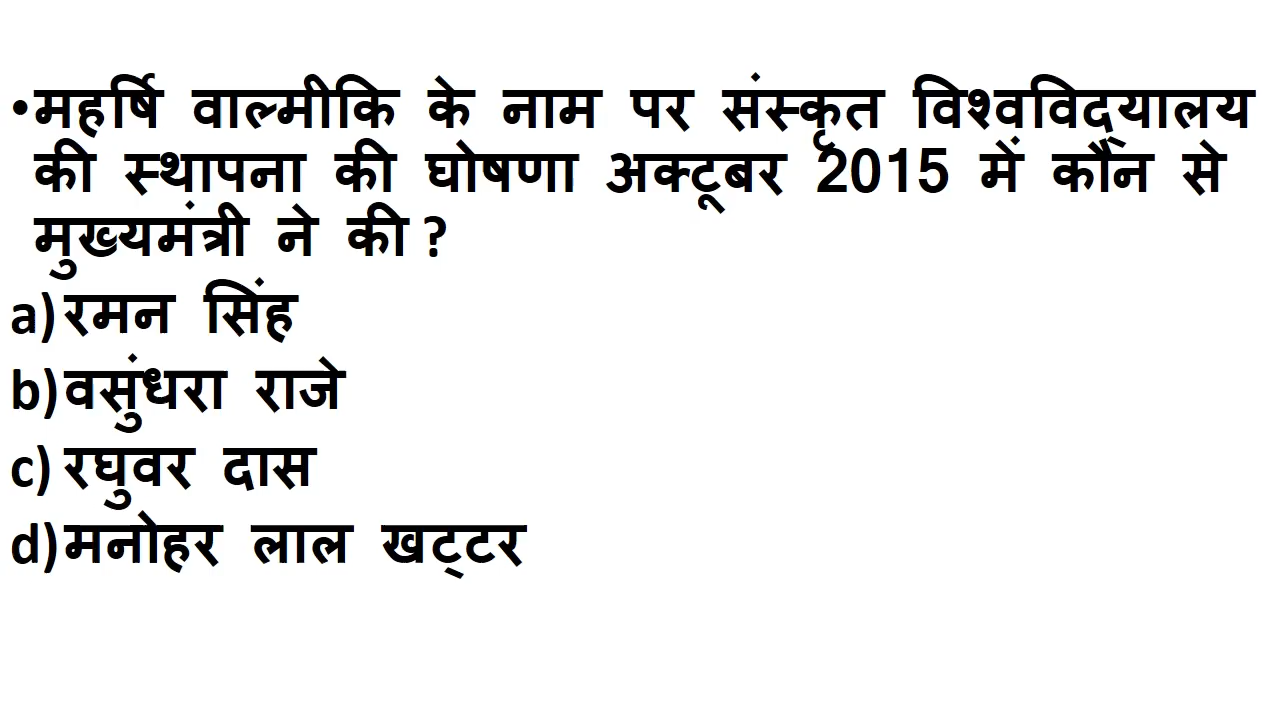 •महर्षि वाल्मीकि के नाम पर संस्कृत विश्वविद्यालय
की स्थापना की घोषणा अक्टूबर 2015 में कौन से
मुख्यमंत्री ने की ?
a) रमन सिंह
b) वसुंधरा राजे
c) रघुवर दास
d) मनोहर लाल खट्टर